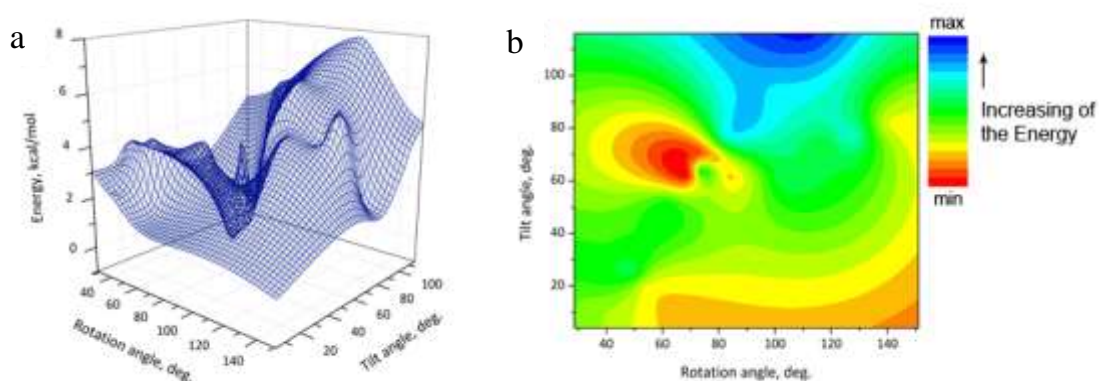 a
8
6
4
2
0
Energy, kcal/mol
40
60
80
100
120
140
Rotation angle, deg.
20
40
60
80
100
Tilt angle, deg.
b
100
80
60
40
20
Tilt angle, deg.
40
60
80
100
120
140
Rotation angle, deg.
max
Increasing of
the Energy
min